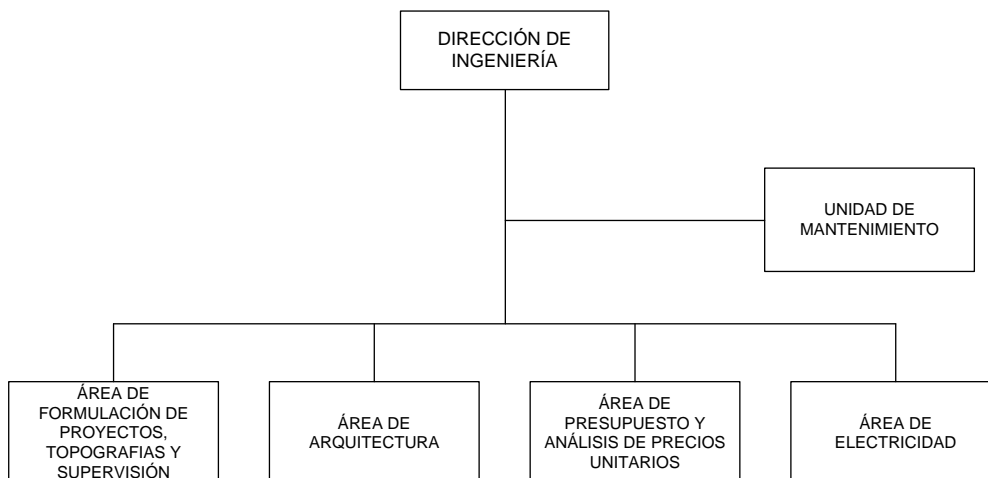 DIRECCIÓN DE
INGENIERÍA
UNIDAD DE
MANTENIMIENTO
ÁREA DE
FORMULACIÓN DE
PROYECTOS,
TOPOGRAFIAS Y
SUPERVISIÓN
ÁREA DE
ARQUITECTURA
ÁREA DE
PRESUPUESTO Y
ANÁLISIS DE PRECIOS
UNITARIOS
ÁREA DE
ELECTRICIDAD